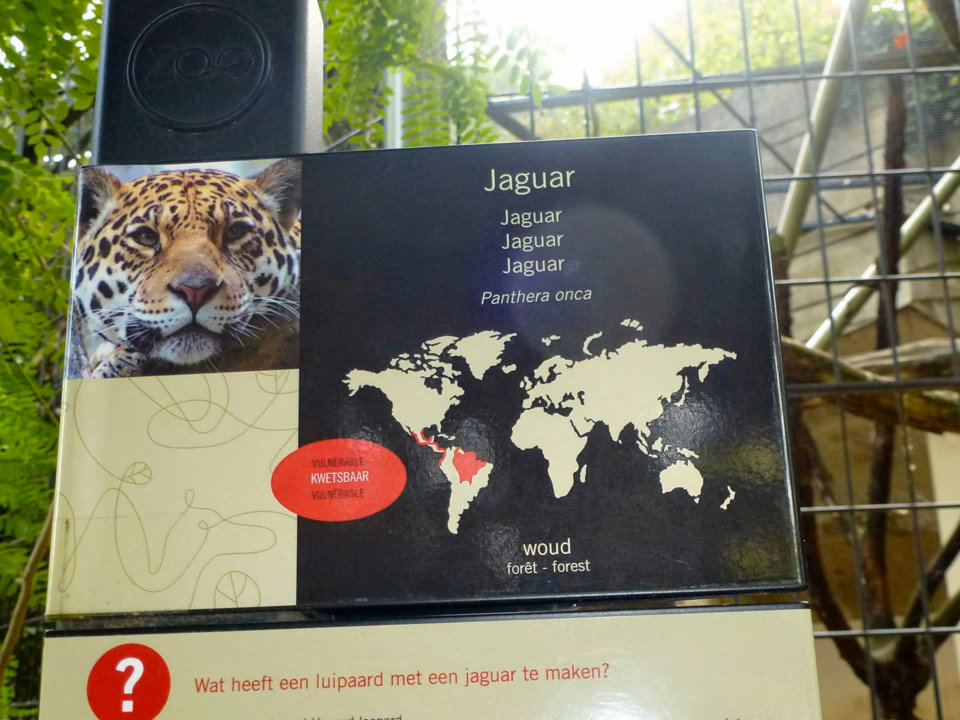 ZOO
Jaguar
Jaguar
Jaguar
Jaguar
Panthera onca
VULNERABLE
KWETSBAAR
VULNÉRABLE
woud
forêt - forest
?
Wat heeft een luipaard met een jaguar te maken?